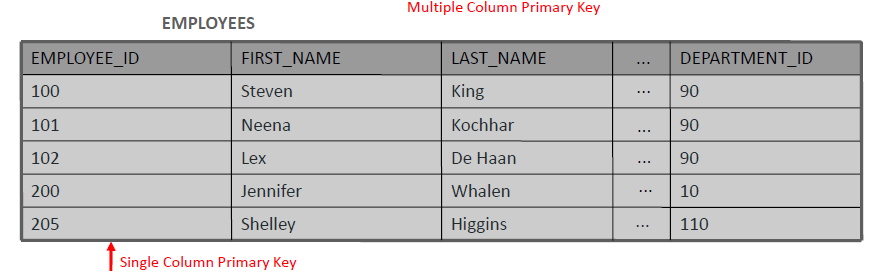 Multiple Column Primary Key
EMPLOYEES
EMPLOYEE_ID FIRST_NAME LAST_NAME ... DEPARTMENT_ID
100 Steven King ... 90
101 Neena Kochhar ... 90
102 Lex De Haan ... 90
200 Jennifer Whalen ... 10
205 Shelley Higgins ... 110
Single Column Primary Key